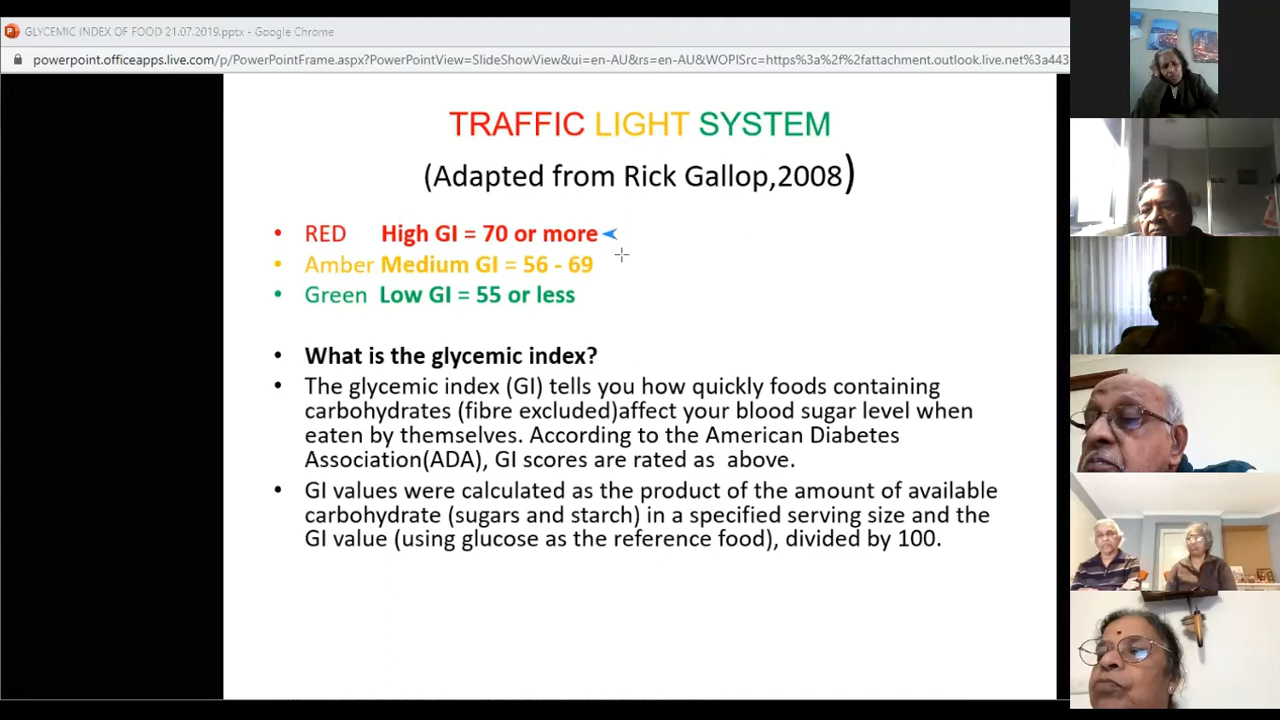 GLYCEMIC INDEX OF FOOD 21.07.2019.pptx - Google Chrome
powerpoint.officeapps.live.com/p/PowerPointFrame.aspx?PowerPointView=SlideShowView&ui=en-AU&rs=en-AU&WOPISrc=https%3a%2f%2fattachment.outlook.live.net%3a443
TRAFFIC LIGHT SYSTEM
(Adapted from Rick Gallop,2008)
• RED High GI = 70 or more
• Amber Medium GI = 56 - 69
• Green Low GI = 55 or less
• What is the glycemic index?
• The glycemic index (GI) tells you how quickly foods containing
carbohydrates (fibre excluded)affect your blood sugar level when
eaten by themselves. According to the American Diabetes
Association(ADA), GI scores are rated as above.
• GI values were calculated as the product of the amount of available
carbohydrate (sugars and starch) in a specified serving size and the
GI value (using glucose as the reference food), divided by 100.